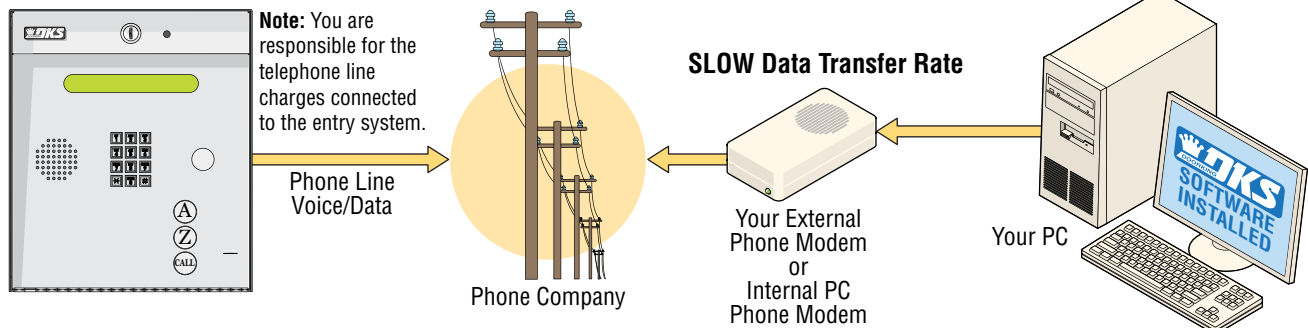 DKS
Note: You are
responsible for the
telephone line
charges connected
to the entry system.
Phone Line
Voice/Data
A
Z
CALL
Phone Company
SLOW Data Transfer Rate
Your External
Phone Modem
or
Internal PC
Phone Modem
Your PC
DOORKING
DKS
SOFTWARE
INSTALLED